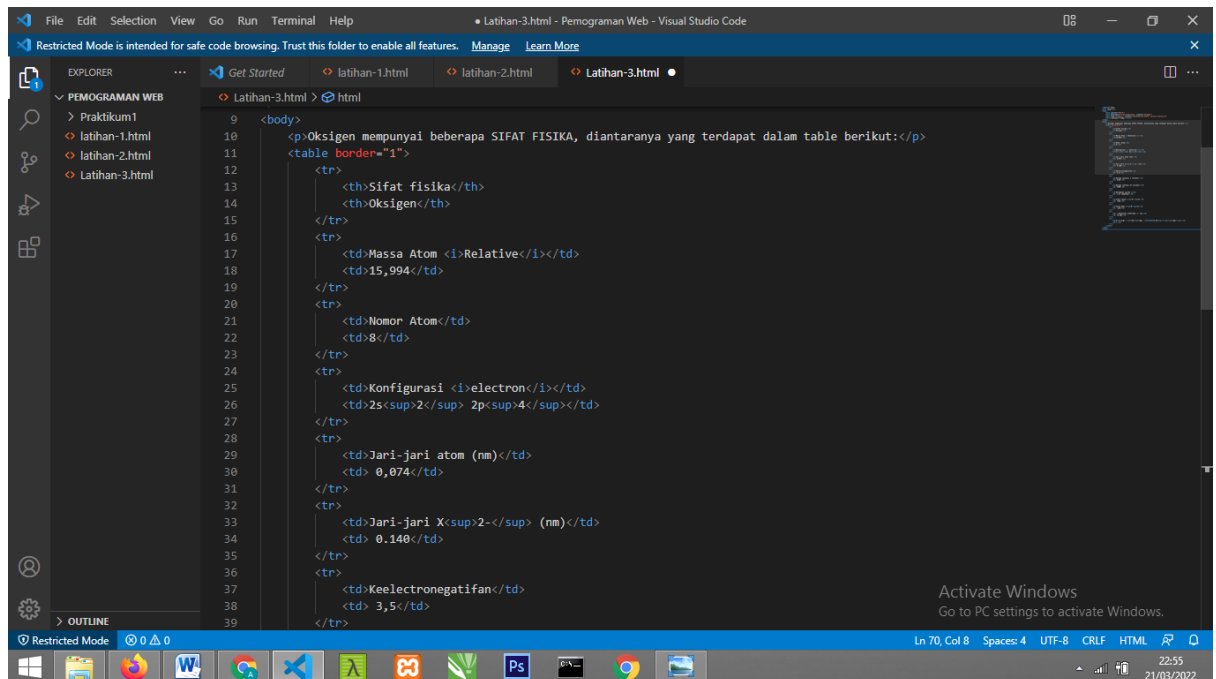 File Edit Selection View Go Run Terminal Help ● Latihan-3.html - Pemograman Web - Visual Studio Code
Restricted Mode is intended for safe code browsing. Trust this folder to enable all features. Manage Learn More
EXPLORER ··· Get Started latihan-1.html latihan-2.html Latihan-3.html ●
PEMOGRAMAN WEB
Praktikum1
latihan-1.html
latihan-2.html
Latihan-3.html
OUTLINE
Latihan-3.html > html
9 <body>
10 <p>Oksigen mempunyai beberapa SIFAT FISIKA, diantaranya yang terdapat dalam table berikut:</p>
11 <table border="1">
12 <tr>
13 <th>Sifat fisika</th>
14 <th>Oksigen</th>
15 </tr>
16 <tr>
17 <td>Massa Atom <i>Relative</i></td>
18 <td>15,994</td>
19 </tr>
20 <tr>
21 <td>Nomor Atom</td>
22 <td>8</td>
23 </tr>
24 <tr>
25 <td>Konfigurasi <i>electron</i></td>
26 <td>2s<sup>2</sup> 2p<sup>4</sup></td>
27 </tr>
28 <tr>
29 <td>Jari-jari atom (nm)</td>
30 <td> 0,074</td>
31 </tr>
32 <tr>
33 <td>Jari-jari X<sup>2-</sup> (nm)</td>
34 <td> 0.140</td>
35 </tr>
36 <tr>
37 <td>Keelectronegatifan</td>
38 <td> 3,5</td>
39 </tr>
Activate Windows
Go to PC settings to activate Windows.
Restricted Mode 0 0 Ln 70, Col 8 Spaces: 4 UTF-8 CRLF HTML
W Ps C:\
22:55
21/03/2022